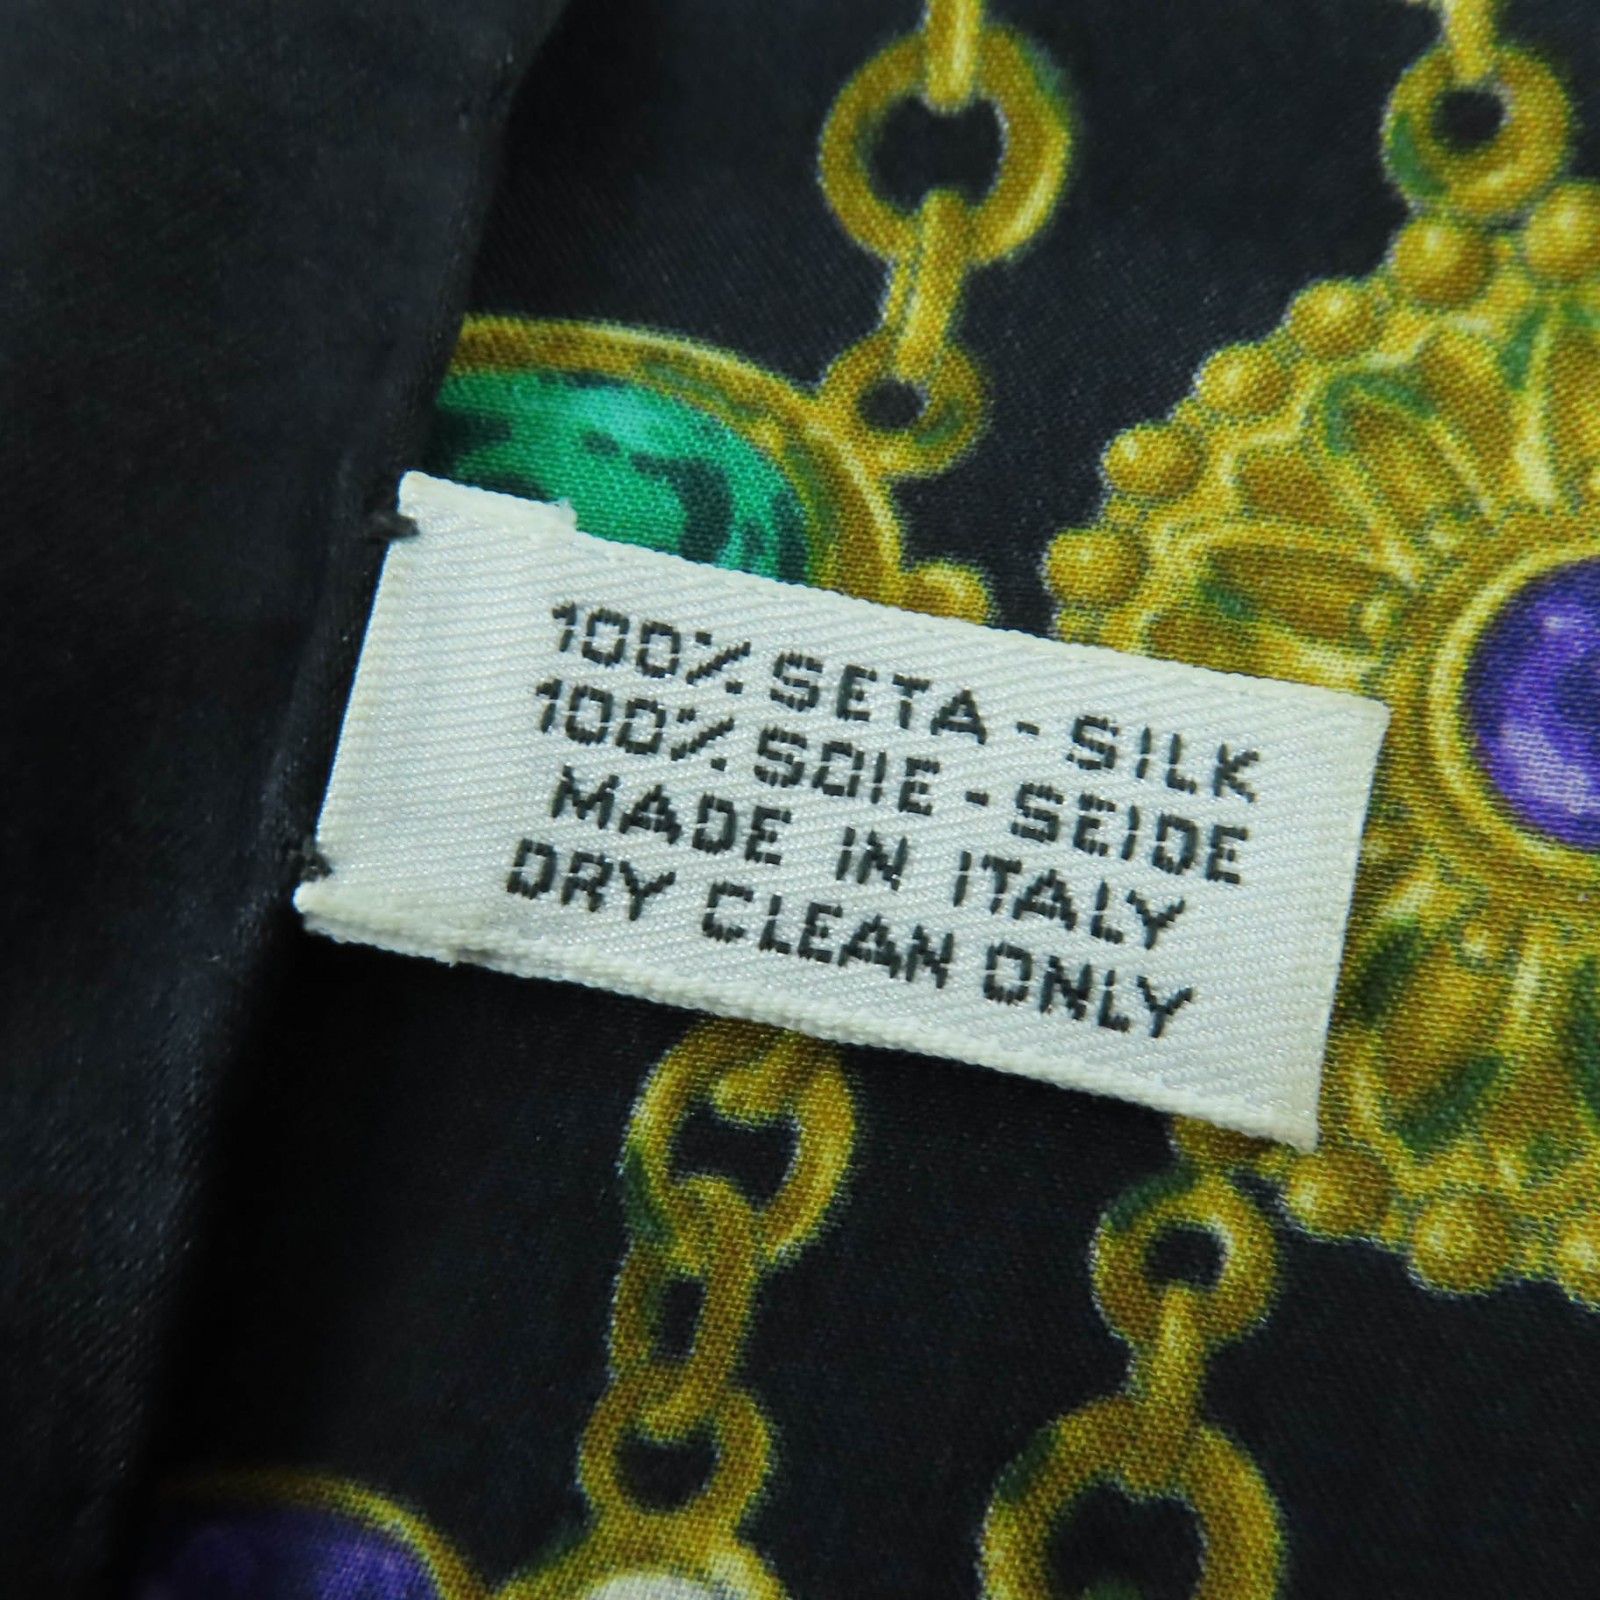 100% SETA - SILK
100% SOIE - SEIDE
MADE IN ITALY
DRY CLEAN ONLY